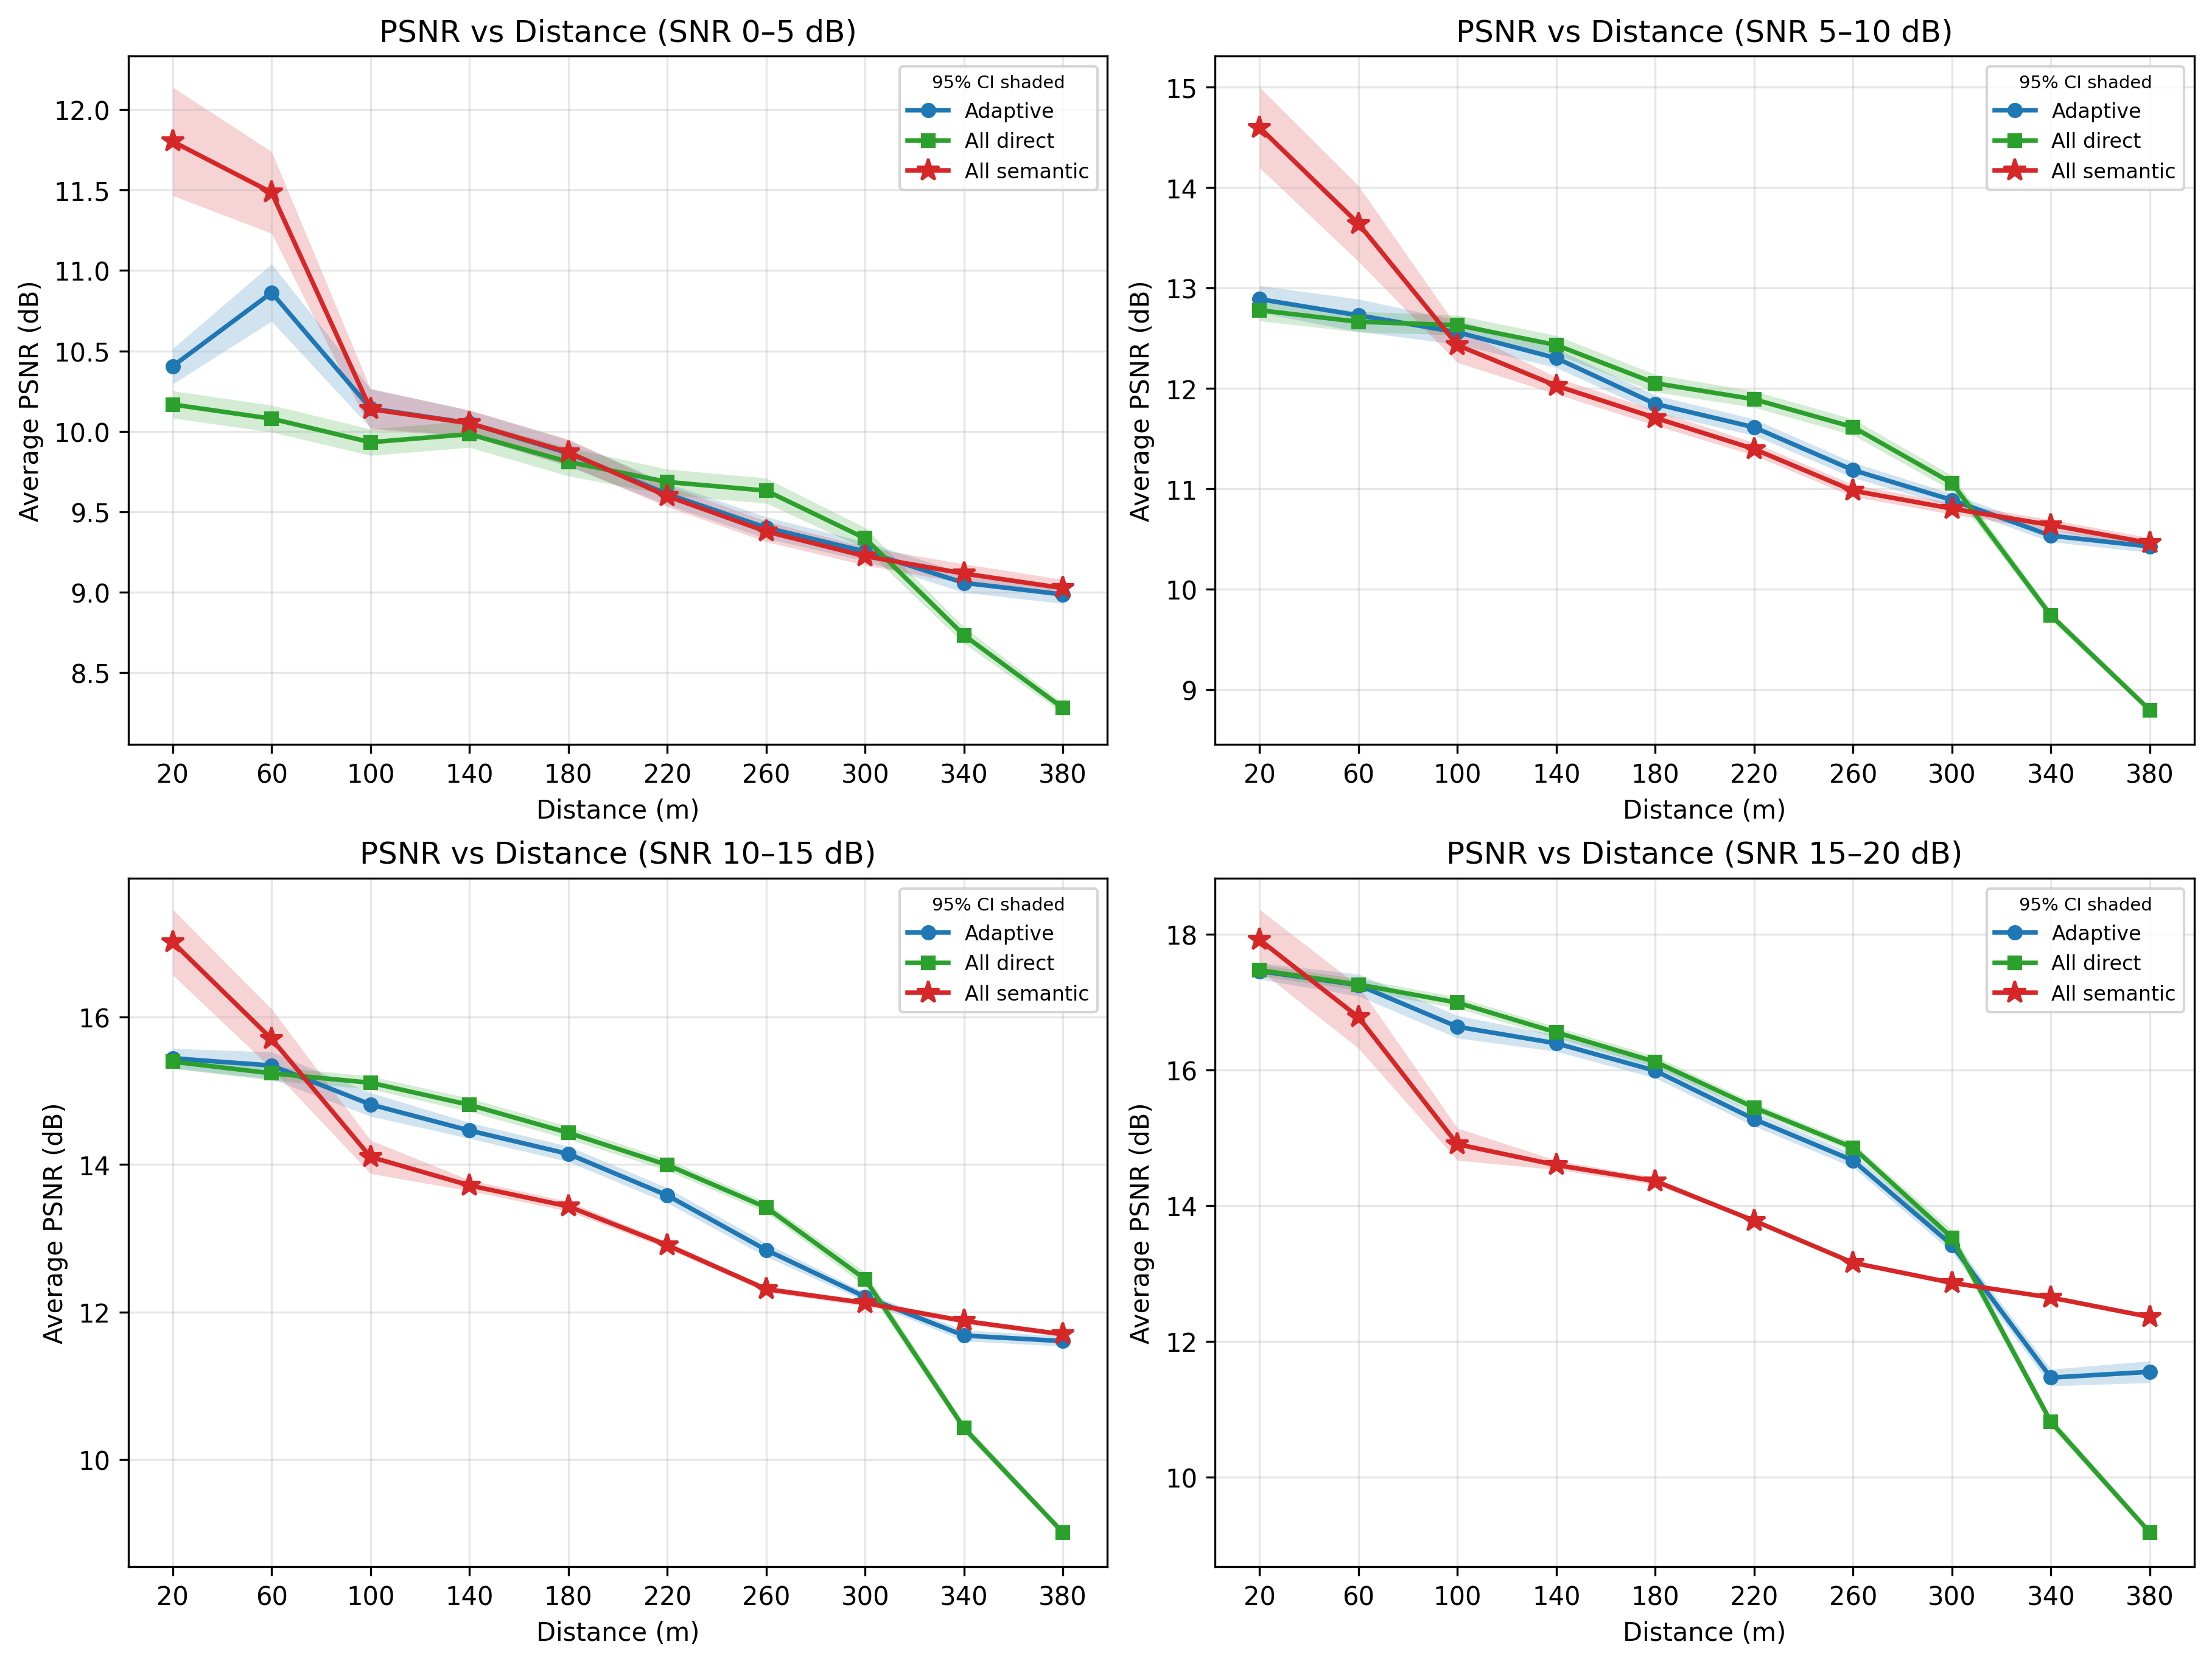 PSNR vs Distance (SNR 0–5 dB)
Average PSNR (dB)
12.0
11.5
11.0
10.5
10.0
9.5
9.0
8.5
95% CI shaded
Adaptive
All direct
All semantic
20 60 100 140 180 220 260 300 340 380
Distance (m)
PSNR vs Distance (SNR 5–10 dB)
Average PSNR (dB)
15
14
13
12
11
10
9
95% CI shaded
Adaptive
All direct
All semantic
20 60 100 140 180 220 260 300 340 380
Distance (m)
PSNR vs Distance (SNR 10–15 dB)
Average PSNR (dB)
16
14
12
10
95% CI shaded
Adaptive
All direct
All semantic
20 60 100 140 180 220 260 300 340 380
Distance (m)
PSNR vs Distance (SNR 15–20 dB)
Average PSNR (dB)
18
16
14
12
10
95% CI shaded
Adaptive
All direct
All semantic
20 60 100 140 180 220 260 300 340 380
Distance (m)